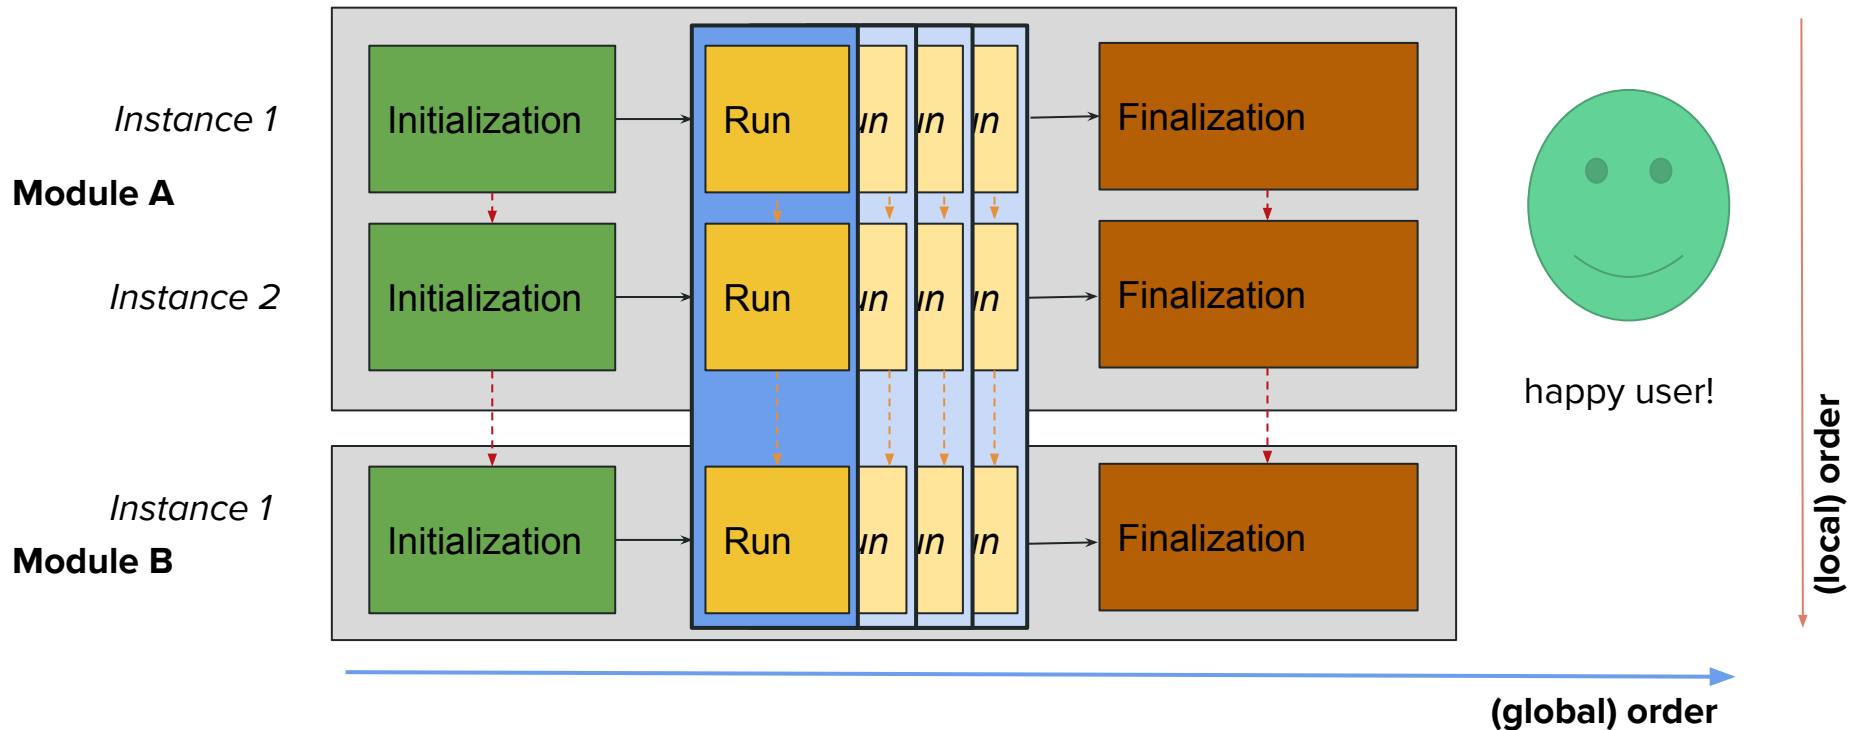 Instance 1
Initialization
Run
un
un
un
Finalization
Module A
Instance 2
Initialization
Run
un
un
un
Finalization
happy user!
Instance 1
Initialization
Run
un
un
un
Finalization
Module B
(local) order
(global) order